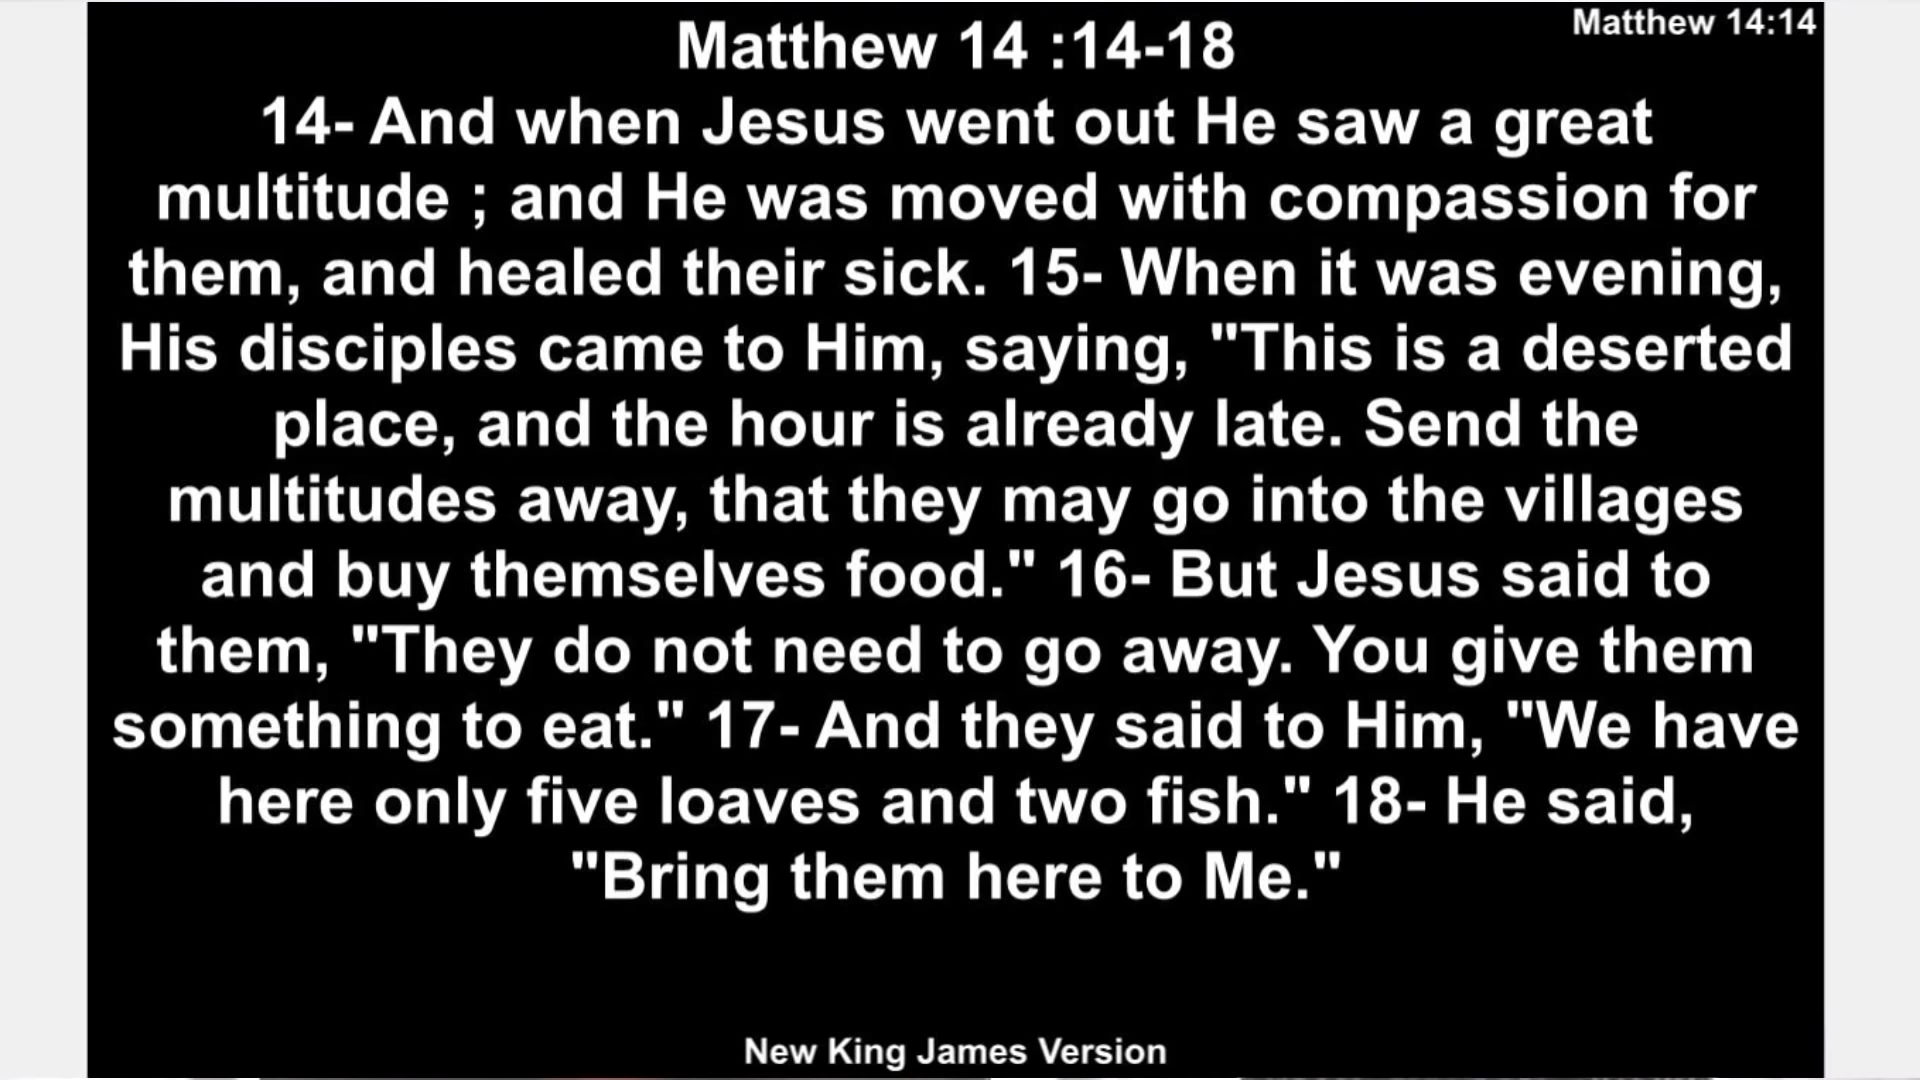 Matthew 14:14
Matthew 14 :14-18
14- And when Jesus went out He saw a great
multitude ; and He was moved with compassion for
them, and healed their sick. 15- When it was evening,
His disciples came to Him, saying, "This is a deserted
place, and the hour is already late. Send the
multitudes away, that they may go into the villages
and buy themselves food." 16- But Jesus said to
them, "They do not need to go away. You give them
something to eat." 17- And they said to Him, "We have
here only five loaves and two fish." 18- He said,
"Bring them here to Me."
New King James Version